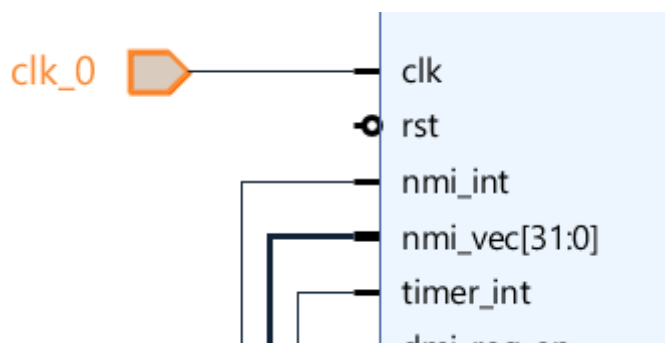 clk_0
clk
rst
nmi_int
nmi_vec[31:0]
timer_int